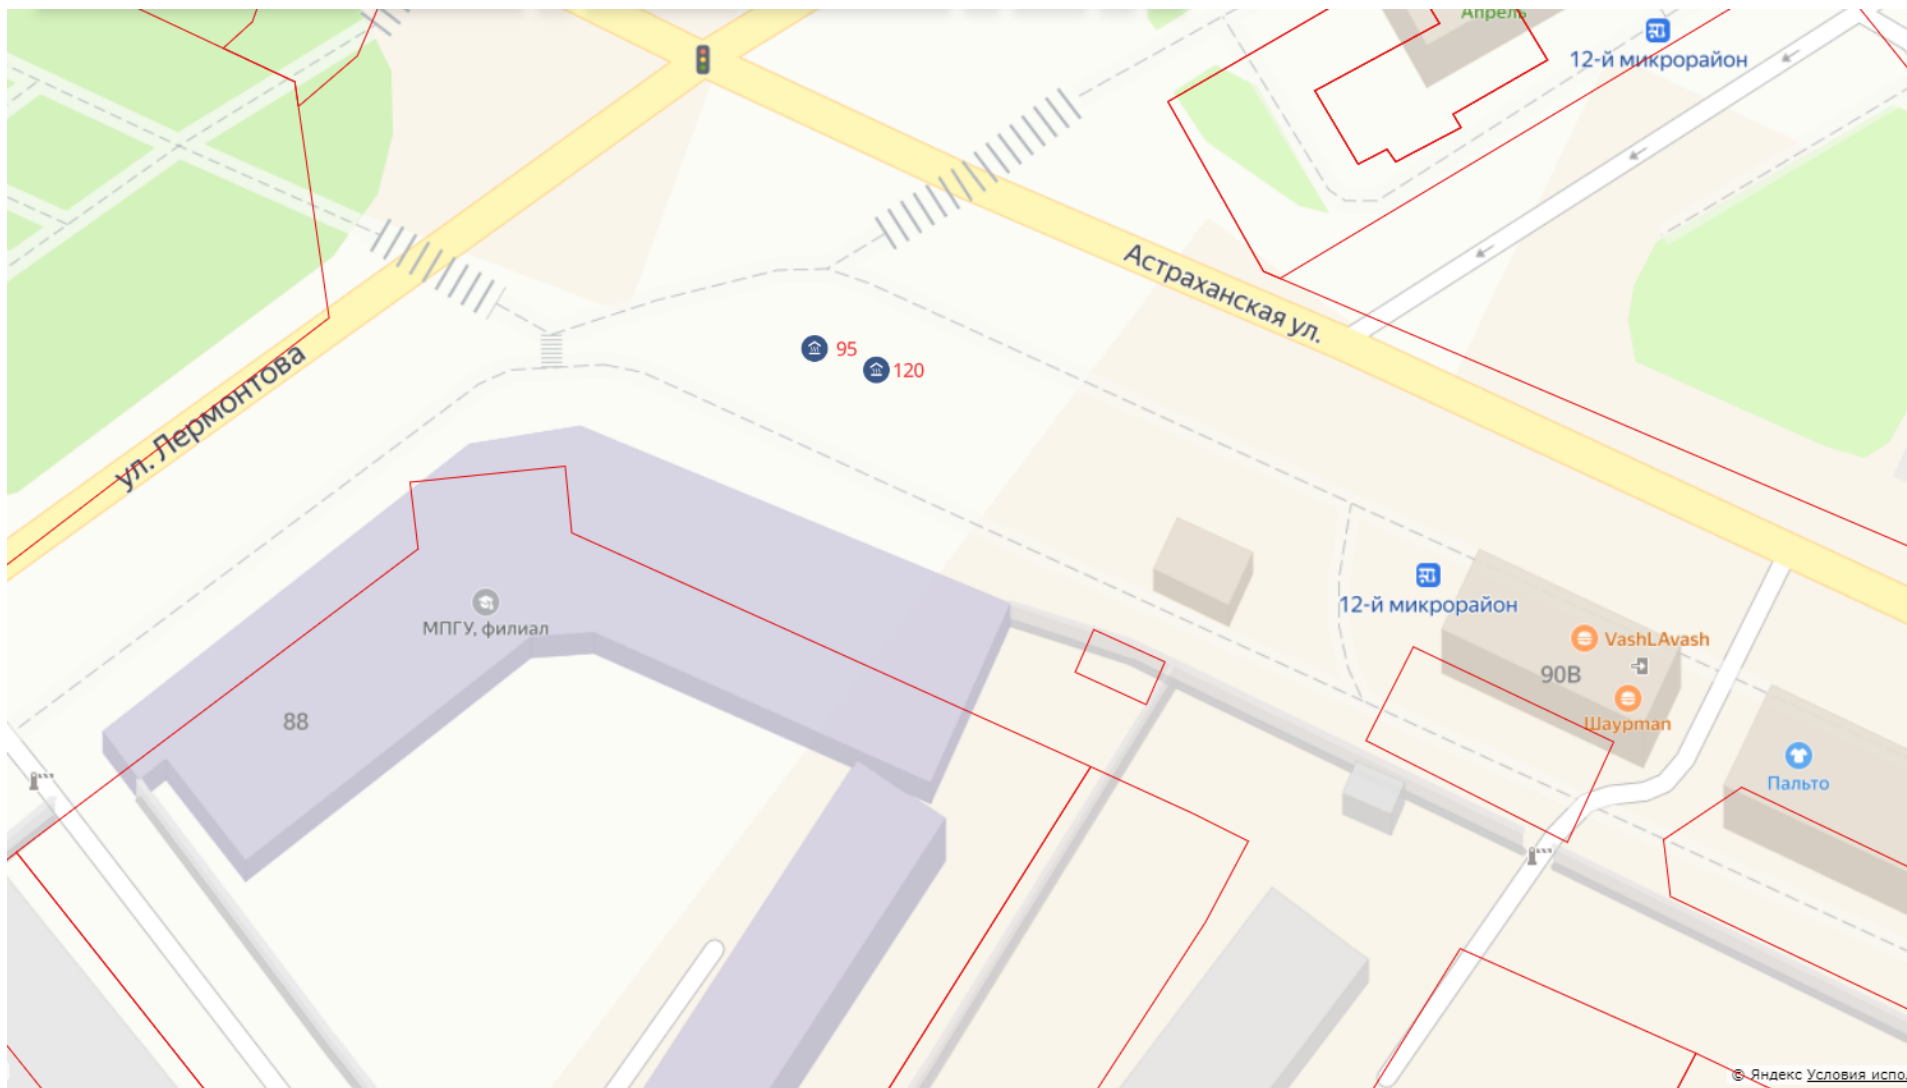 Апрель
12-й микрорайон
Астраханская ул.
ул. Лермонтова
95
120
12-й микрорайон
VashLAvash
90В
Шаурман
МПГУ, филиал
88
Пальто
© Яндекс Условия испо